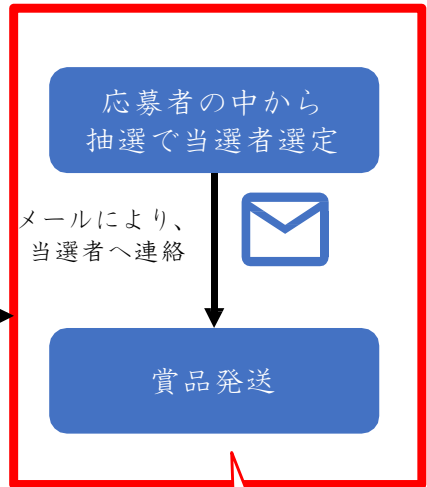 応募者の中から
抽選で当選者選定
メールにより、
当選者へ連絡
賞品発送